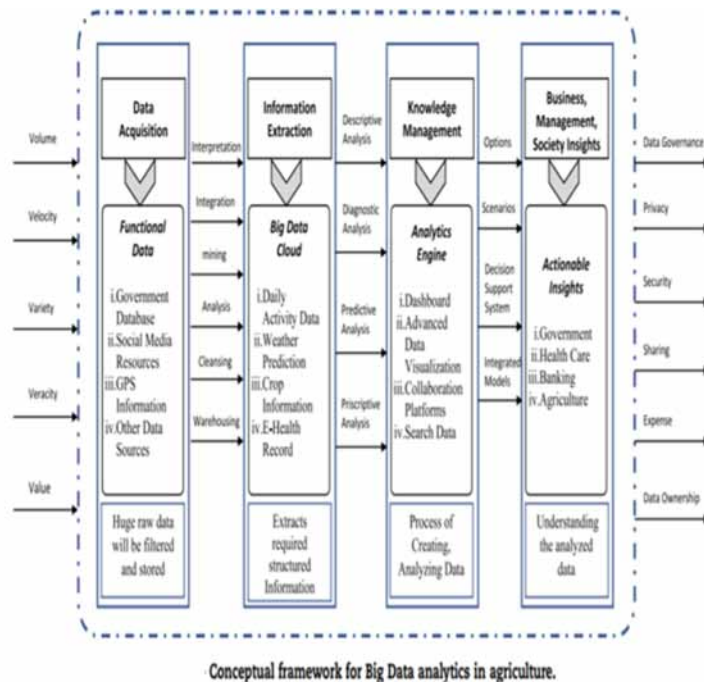 Data
Acquisition
Information
Extraction
Knowledge
Management
Business,
Management,
Society Insights
Volume
Velocity
Variety
Veracity
Value
Functional
Data
i.Government
Database
ii.Social Media
Resources
iii.GPS
Information
iv.Other Data
Sources
Huge raw data
will be filtered
and stored
Interpretation
Integration
mining
Analysis
Cleansing
Warehousing
Big Data
Cloud
i.Daily
Activity Data
ii.Weather
Prediction
iii.Crop
Information
iv.E-Health
Record
Extracts
required
structured
Information
Descriptive
Analysis
Diagnostic
Analysis
Predictive
Analysis
Priscriptive
Analysis
Analytics
Engine
i.Dashboard
ii.Advanced
Data
Visualization
iii.Collaboration
Platforms
iv.Search Data
Process of
Creating,
Analyzing Data
Options
Scenarios
Decision
Support
System
Integrated
Models
Actionable
Insights
i.Government
ii.Health Care
iii.Banking
iv.Agriculture
Understanding
the analyzed
data
Data Governance
Privacy
Security
Sharing
Expense
Data Ownership
Conceptual framework for Big Data analytics in agriculture.